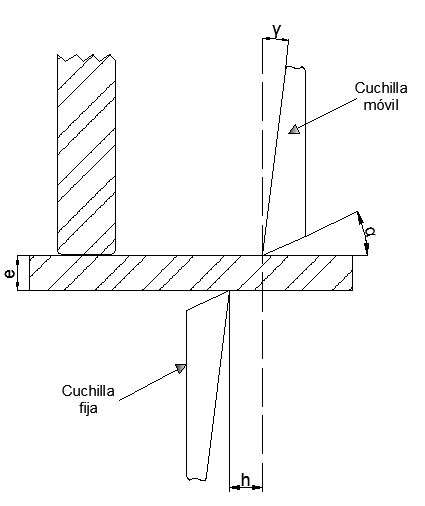 γ
Cuchilla
móvil
α
e
Cuchilla
fija
h